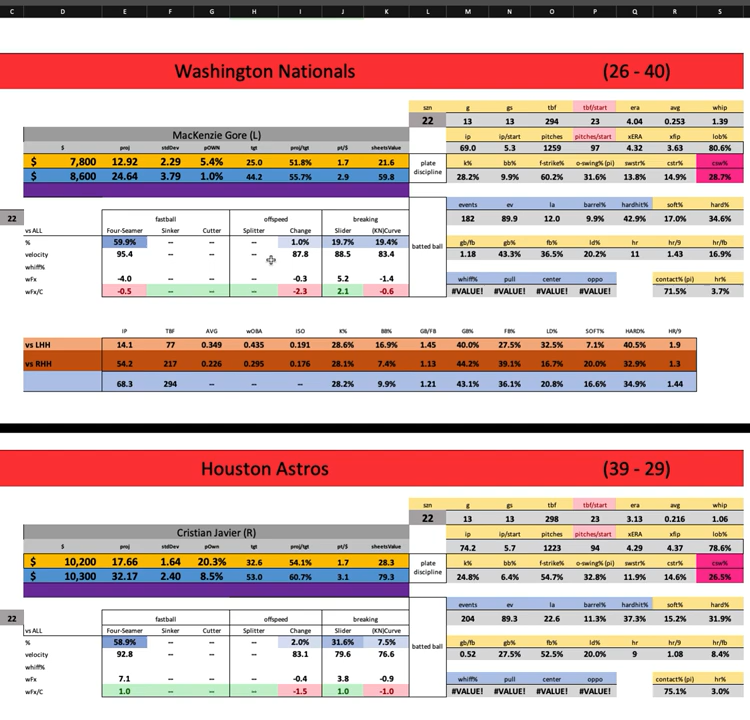 C D E F G H I J K L M N O P Q R S
Washington Nationals (26 - 40)
szn g gs tbf tbf/start era avg whip
22 13 13 294 23 4.04 0.253 1.39
MacKenzie Gore (L) ip ip/start pitches pitches/start xERA xfip lob%
$ proj stdDev pOWN tgt proj/tgt pt/$ sheetsValue 69.0 5.3 1259 97 4.32 3.63 80.6%
$ 7,800 12.92 2.29 5.4% 25.0 51.8% 1.7 21.6 plate discipline k% bb% f-strike% o-swing% (pi) swstr% cstr% csw%
$ 8,600 24.64 3.79 1.0% 44.2 55.7% 2.9 59.8 28.2% 9.9% 60.2% 31.6% 13.8% 14.9% 28.7%
events ev la barrel% hardhit% soft% hard%
22 fastball offspeed breaking 182 89.9 12.0 9.9% 42.9% 17.0% 34.6%
vs ALL Four-Seamer Sinker Cutter Splitter Change Slider (KN)Curve
% 59.9% -- -- -- 1.0% 19.7% 19.4% batted ball gb/fb gb% fb% ld% hr hr/9 hr/fb
velocity 95.4 -- -- -- 87.8 88.5 83.4 1.18 43.3% 36.5% 20.2% 11 1.43 16.9%
whiff%
wFx -4.0 -0.3 5.2 -1.4 whiff% pull center oppo contact% (pi) hr%
wFx/C -0.5 -- -- -- -2.3 2.1 -0.6 #VALUE! #VALUE! #VALUE! #VALUE! 71.5% 3.7%
IP TBF AVG wOBA ISO K% BB% GB/FB GB% FB% LD% SOFT% HARD% HR/9
vs LHH 14.1 77 0.349 0.435 0.191 28.6% 16.9% 1.45 40.0% 27.5% 32.5% 7.1% 40.5% 1.9
vs RHH 54.2 217 0.226 0.295 0.176 28.1% 7.4% 1.13 44.2% 39.1% 16.7% 20.0% 32.9% 1.3
68.3 294 -- -- -- 28.2% 9.9% 1.21 43.1% 36.1% 20.8% 16.6% 34.9% 1.44
Houston Astros (39 - 29)
szn g gs tbf tbf/start era avg whip
22 13 13 298 23 3.13 0.216 1.06
Cristian Javier (R) ip ip/start pitches pitches/start xERA xfip lob%
$ proj stdDev pOwn tgt proj/tgt pt/$ sheetsValue 74.2 5.7 1223 94 4.29 4.37 78.6%
$ 10,200 17.66 1.64 20.3% 32.6 54.1% 1.7 28.3 plate discipline k% bb% f-strike% o-swing% (pi) swstr% cstr% csw%
$ 10,300 32.17 2.40 8.5% 53.0 60.7% 3.1 79.3 24.8% 6.4% 54.7% 32.8% 11.9% 14.6% 26.5%
events ev la barrel% hardhit% soft% hard%
22 fastball offspeed breaking 204 89.3 22.6 11.3% 37.3% 15.2% 31.9%
vs ALL Four-Seamer Sinker Cutter Splitter Change Slider (KN)Curve
% 58.9% -- -- -- 2.0% 31.6% 7.5% batted ball gb/fb gb% fb% ld% hr hr/9 hr/fb
velocity 92.8 -- -- -- 83.1 79.6 76.6 0.52 27.5% 52.5% 20.0% 9 1.08 8.4%
whiff%
wFx 7.1 -0.4 3.8 -0.9 whiff% pull center oppo contact% (pi) hr%
wFx/C 1.0 -- -- -- -1.5 1.0 -1.0 #VALUE! #VALUE! #VALUE! #VALUE! 75.1% 3.0%